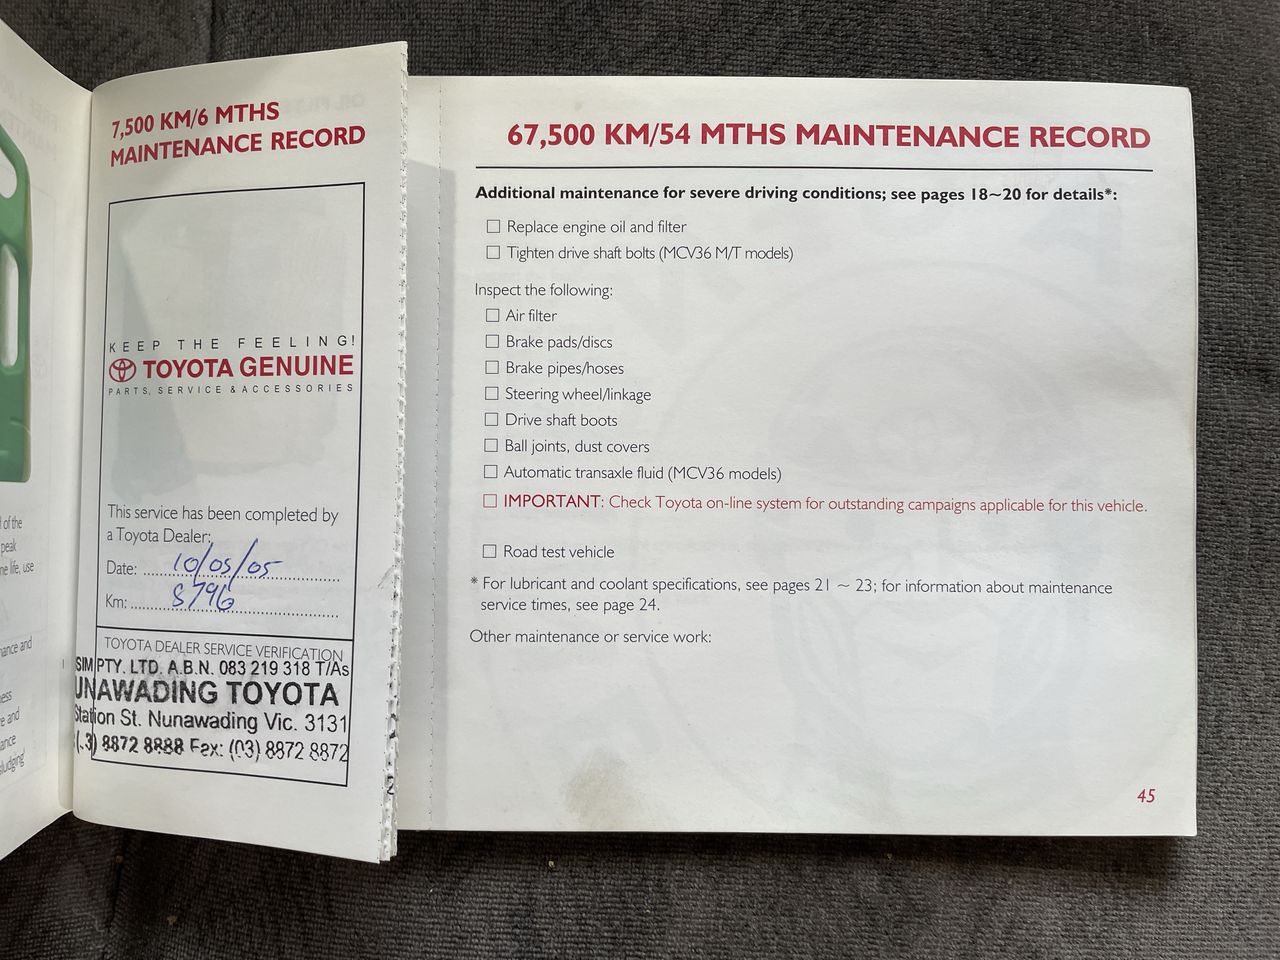 7,500 KM/6 MTHS
MAINTENANCE RECORD
KEEP THE FEELING!
TOYOTA GENUINE
PARTS, SERVICE & ACCESSORIES
This service has been completed by
a Toyota Dealer:
Date: 10/05/05
Km: 8796
TOYOTA DEALER SERVICE VERIFICATION
SIM PTY. LTD. A.B.N. 083 219 318 T/As
UNAWADING TOYOTA
Station St. Nunawading Vic. 3131
8872 8888 Fax: (03) 8872 8872
67,500 KM/54 MTHS MAINTENANCE RECORD
Additional maintenance for severe driving conditions; see pages 18~20 for details*:
Replace engine oil and filter
Tighten drive shaft bolts (MCV36 M/T models)
Inspect the following:
Air filter
Brake pads/discs
Brake pipes/hoses
Steering wheel/linkage
Drive shaft boots
Ball joints, dust covers
Automatic transaxle fluid (MCV36 models)
IMPORTANT: Check Toyota on-line system for outstanding campaigns applicable for this vehicle.
Road test vehicle
* For lubricant and coolant specifications, see pages 21 ~ 23; for information about maintenance
service times, see page 24.
Other maintenance or service work:
45